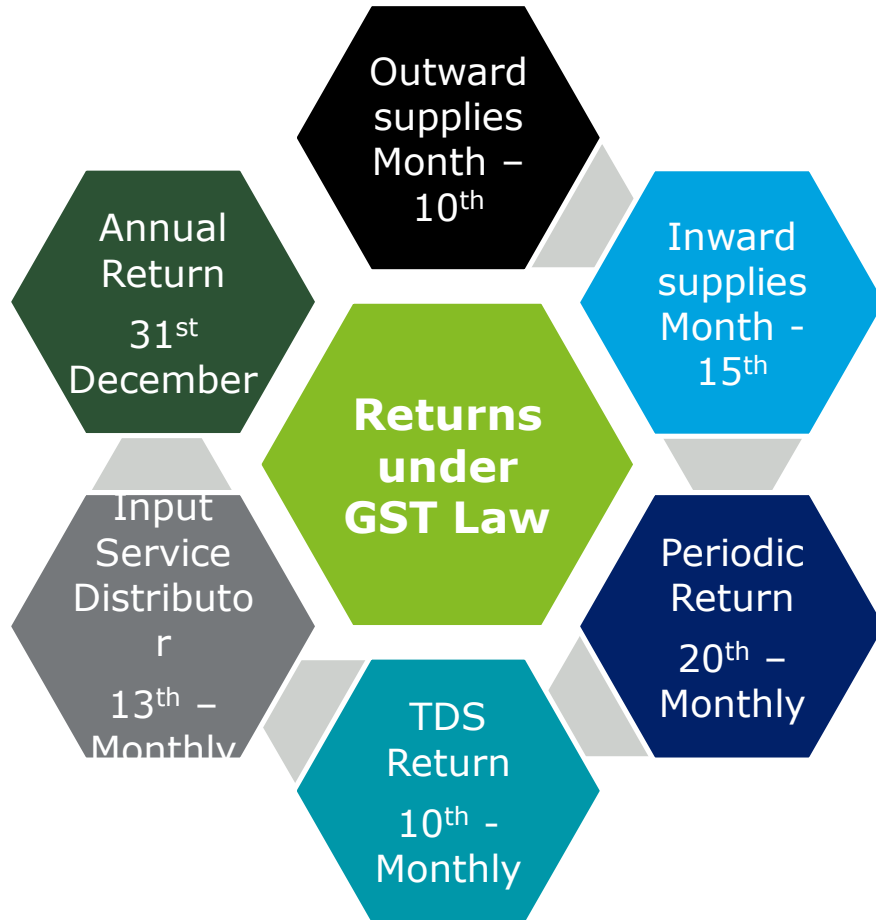 Outward
supplies
Month –
10th
Inward
supplies
Month -
15th
Periodic
Return
20th –
Monthly
TDS
Return
10th -
Monthly
Input
Service
Distributo
r
13th –
Monthly
Annual
Return
31st
December
Returns
under
GST Law